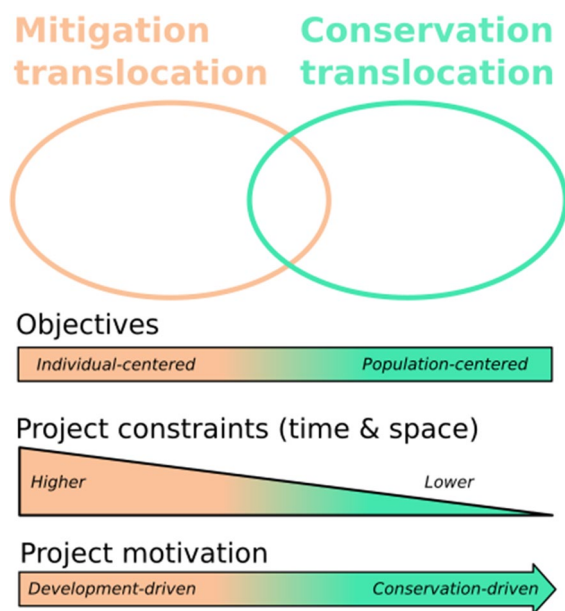 Mitigation translocation
Conservation translocation
Objectives
Individual-centered Population-centered
Project constraints (time & space)
Higher Lower
Project motivation
Development-driven Conservation-driven